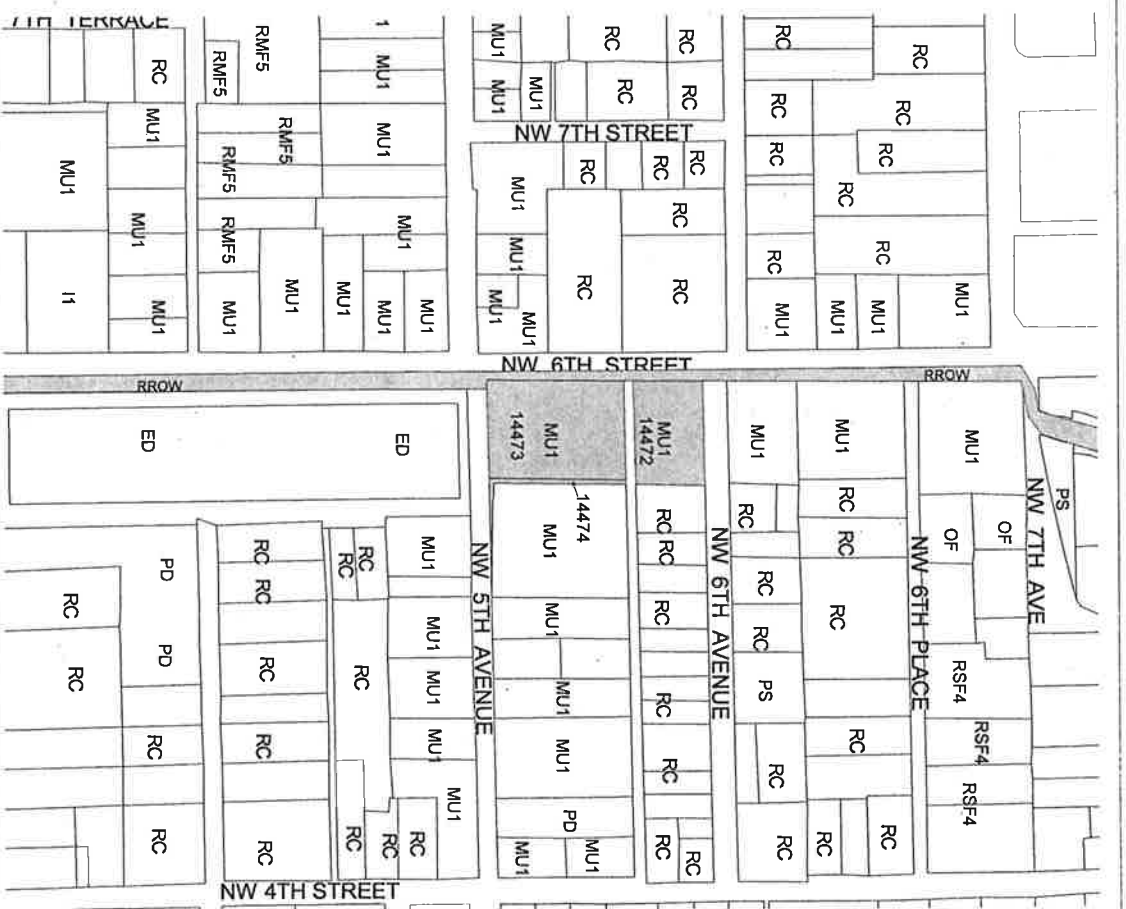 7TH TERRACE
RC
RMF5
RMF5
1
MU1
MU1
RC
RC
RC
RC
MU1
MU1
MU1
RC
RC
RC
RC
NW 7TH STREET
MU1
RMF5
RMF5
MU1
RC
RC
RC
RC
MU1
MU1
RMF5
MU1
MU1
RC
RC
MU1
MU1
RC
RC
RC
RC
I1
MU1
MU1
MU1
MU1
MU1
MU1
MU1
MU1
RC
RC
MU1
MU1
MU1
MU1
NW 6TH STREET
RROW
RROW
ED
ED
MU1
14473
MU1
14472
MU1
MU1
MU1
PS
NW 7TH AVE
14474
MU1
RC
RC
RC
RC
RC
OF
OF
NW 5TH AVENUE
NW 6TH AVENUE
NW 6TH PLACE
PD
RC
RC
RC
MU1
RC
RC
RC
RC
MU1
MU1
RC
RC
RC
PD
RC
RC
RC
MU1
MU1
RC
PS
RSF4
RC
RC
MU1
MU1
RC
RC
RC
RSF4
MU1
PD
RSF4
RC
RC
RC
RC
RC
MU1
MU1
RC
RC
RC
RC
RC
NW 4TH STREET